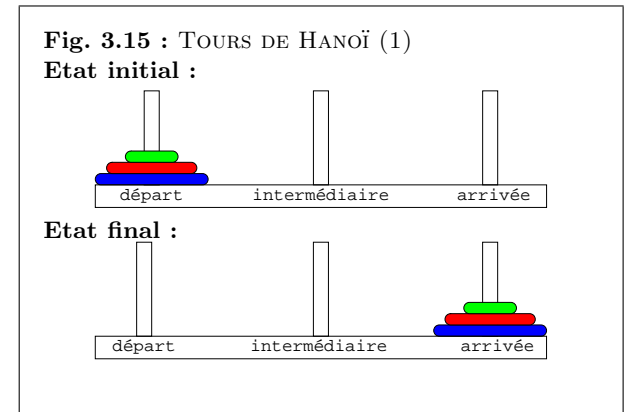 Fig. 3.15 : Tours de Hanoï (1)
Etat initial :
départ intermédiaire arrivée
Etat final :
départ intermédiaire arrivée